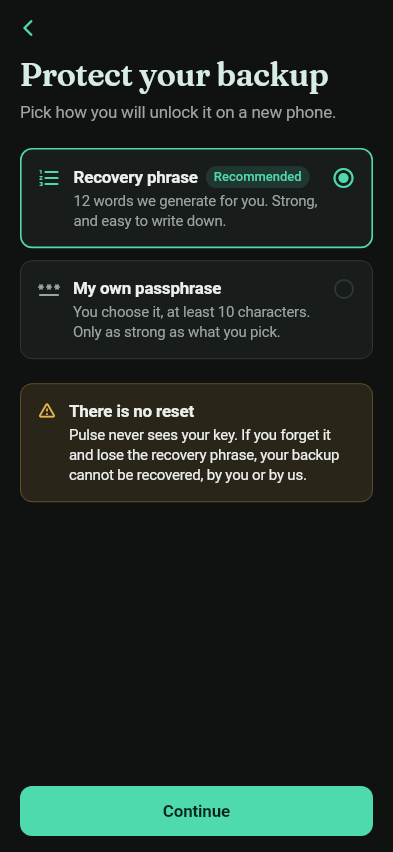 Protect your backup
Pick how you will unlock it on a new phone.
Recovery phrase Recommended
12 words we generate for you. Strong,
and easy to write down.
My own passphrase
You choose it, at least 10 characters.
Only as strong as what you pick.
There is no reset
Pulse never sees your key. If you forget it
and lose the recovery phrase, your backup
cannot be recovered, by you or by us.
Continue